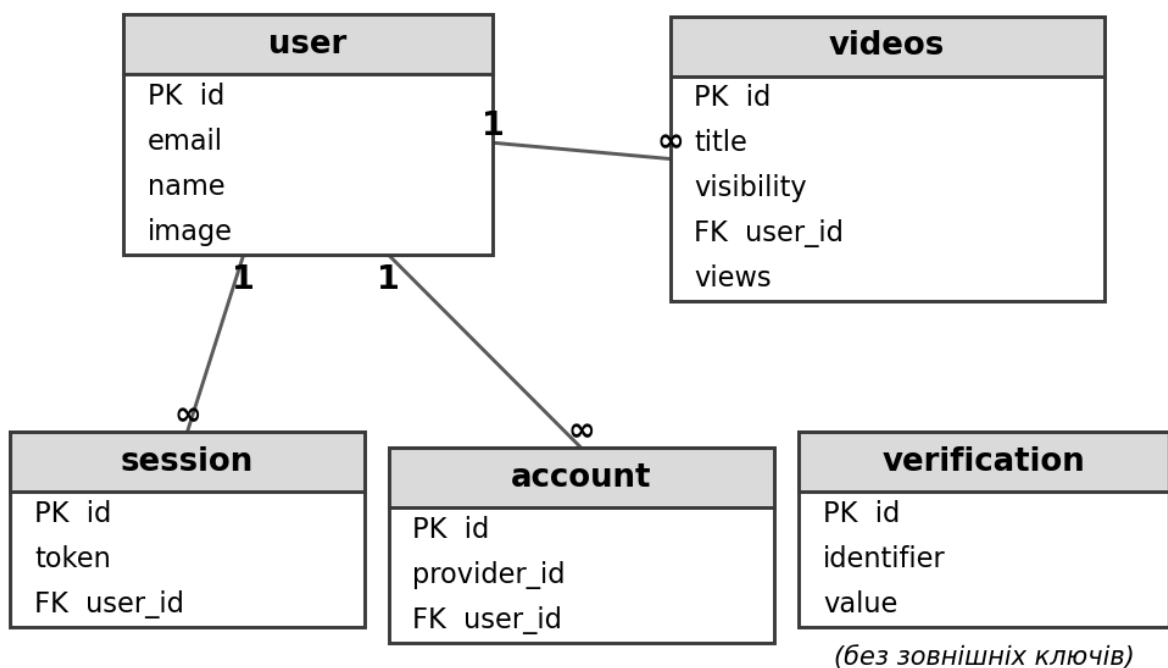 user
PK id
email
name
image
1
∞
videos
PK id
title
visibility
FK user_id
views
1
1
∞
∞
session
PK id
token
FK user_id
account
PK id
provider_id
FK user_id
verification
PK id
identifier
value
(без зовнішніх ключів)